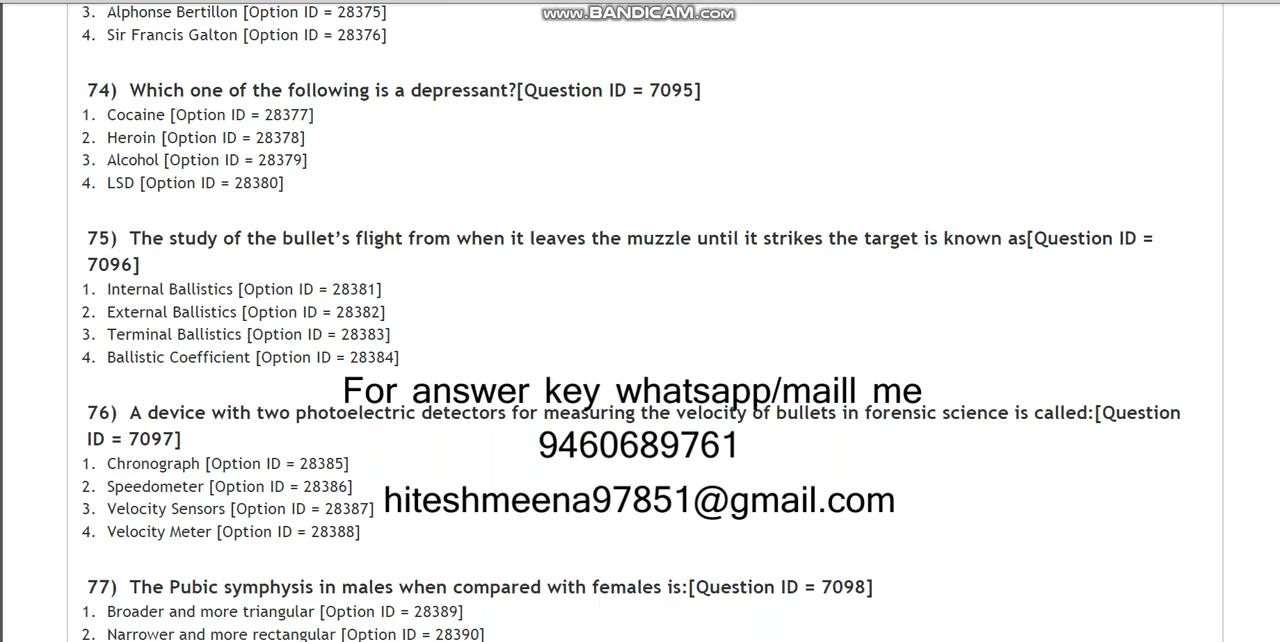 www.BANDICAM.com
3. Alphonse Bertillon [Option ID = 28375]
4. Sir Francis Galton [Option ID = 28376]
74) Which one of the following is a depressant?[Question ID = 7095]
1. Cocaine [Option ID = 28377]
2. Heroin [Option ID = 28378]
3. Alcohol [Option ID = 28379]
4. LSD [Option ID = 28380]
75) The study of the bullet’s flight from when it leaves the muzzle until it strikes the target is known as[Question ID =
7096]
1. Internal Ballistics [Option ID = 28381]
2. External Ballistics [Option ID = 28382]
3. Terminal Ballistics [Option ID = 28383]
4. Ballistic Coefficient [Option ID = 28384]
For answer key whatsapp/maill me
76) A device with two photoelectric detectors for measuring the velocity of bullets in forensic science is called:[Question
ID = 7097]
9460689761
1. Chronograph [Option ID = 28385]
2. Speedometer [Option ID = 28386]
hiteshmeena97851@gmail.com
3. Velocity Sensors [Option ID = 28387]
4. Velocity Meter [Option ID = 28388]
77) The Pubic symphysis in males when compared with females is:[Question ID = 7098]
1. Broader and more triangular [Option ID = 28389]
2. Narrower and more rectangular [Option ID = 28390]